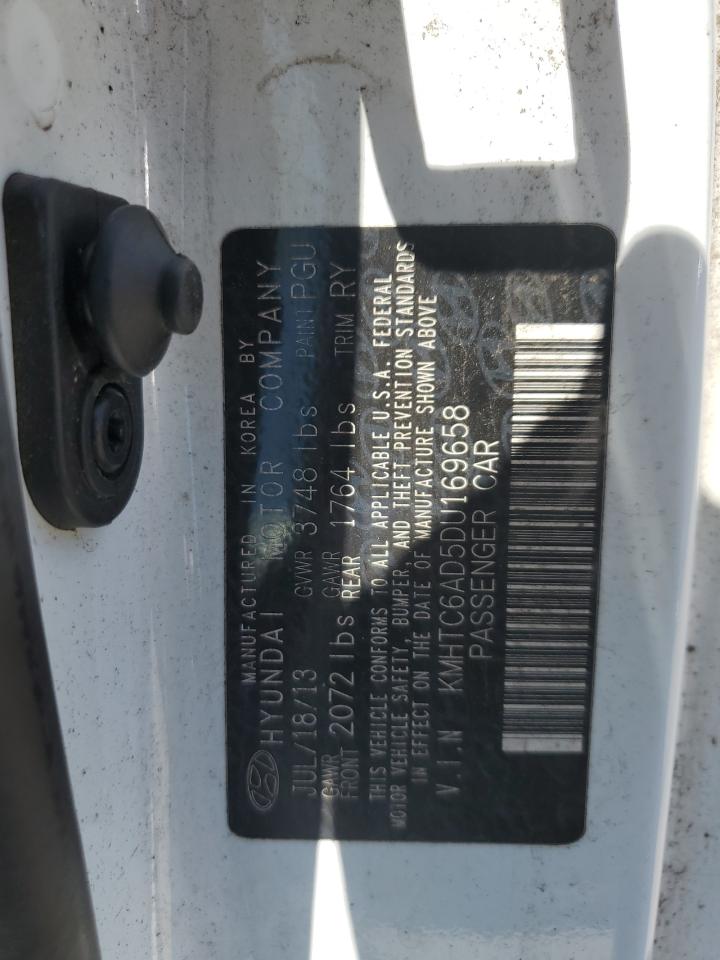 MANUFACTURED IN KOREA BY
HYUNDAI MOTOR COMPANY
JUL/18/13 GVWR 3748 lbs PAINT PGU
GAWR FRONT 2072 lbs GAWR REAR 1764 lbs TRIM RY
THIS VEHICLE CONFORMS TO ALL APPLICABLE U.S.A. FEDERAL
MOTOR VEHICLE SAFETY, BUMPER, AND THEFT PREVENTION STANDARDS
IN EFFECT ON THE DATE OF MANUFACTURE SHOWN ABOVE
V.I.N KMHTC6AD5DU169658
PASSENGER CAR